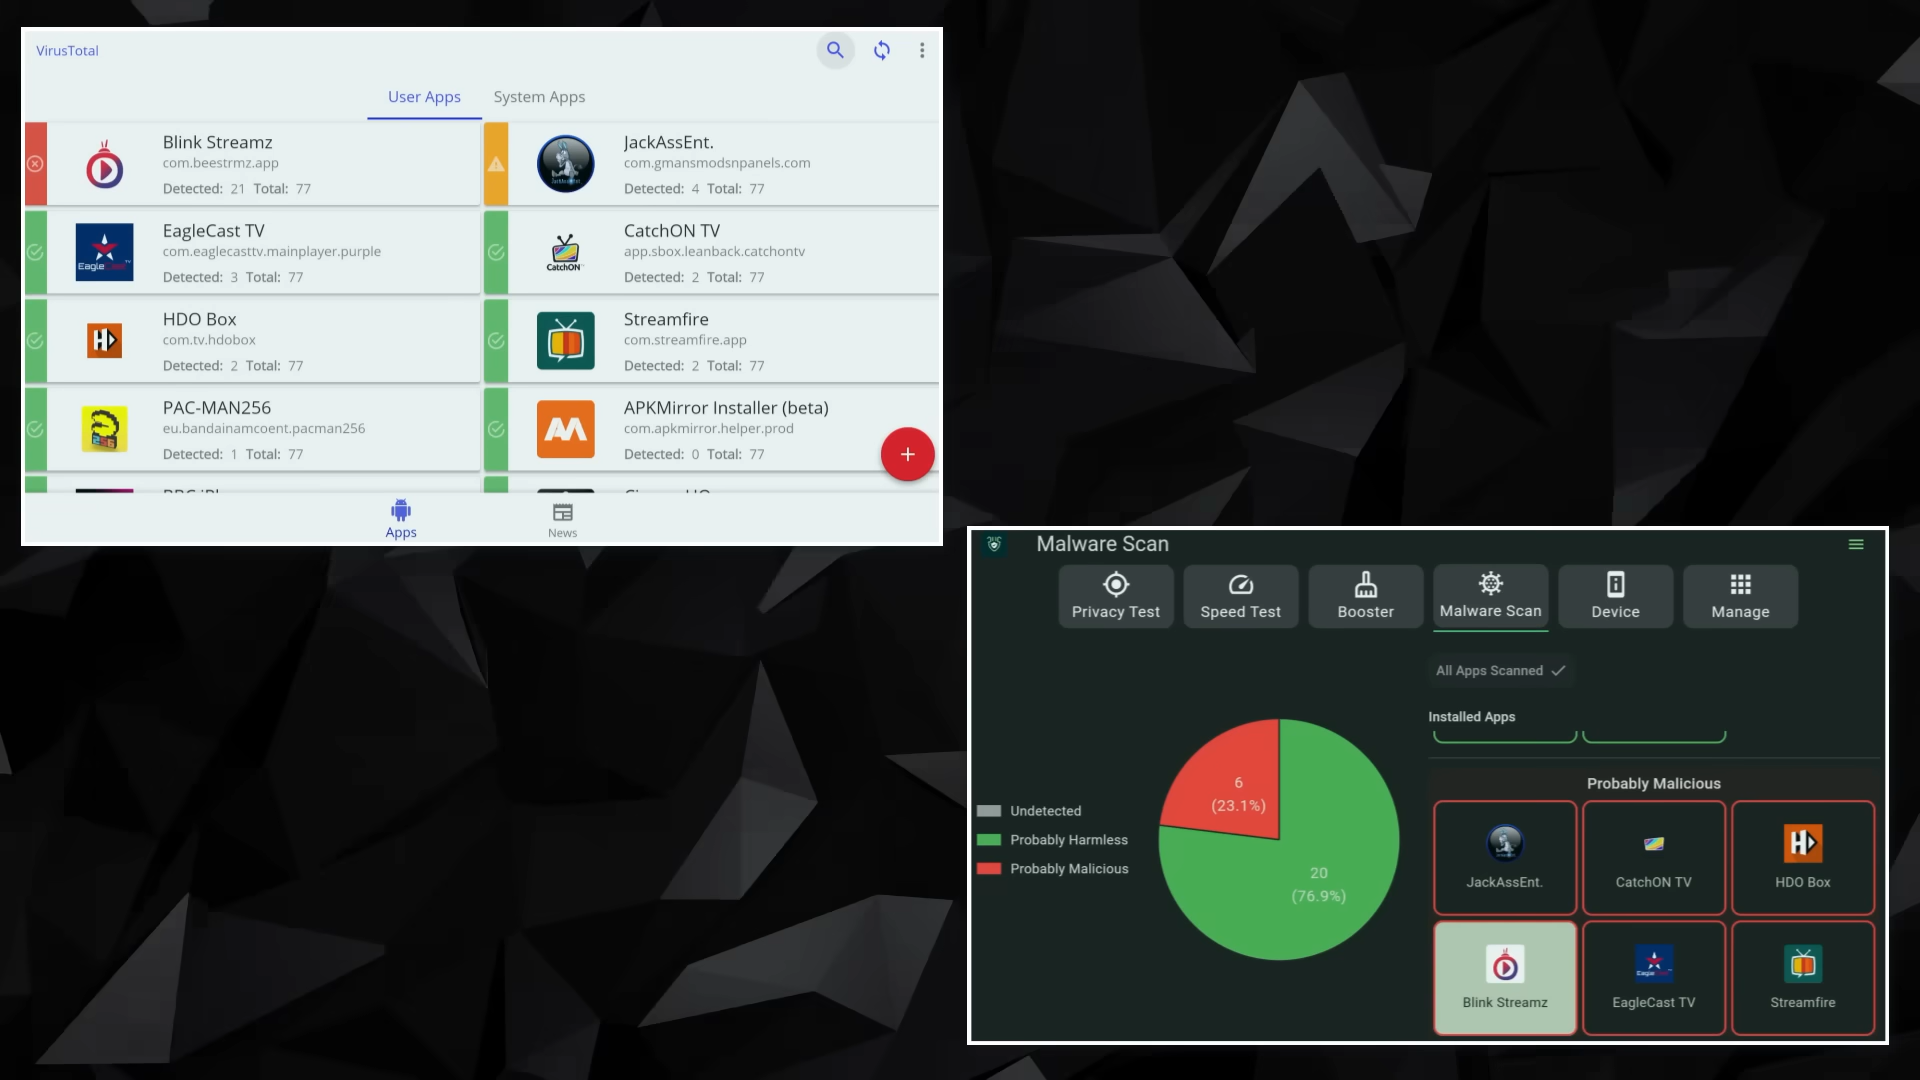 VirusTotal
User Apps
System Apps
Blink Streamz
com.beestrmz.app
Detected: 21 Total: 77
JackAssEnt.
com.gmansmodsnpanels.com
Detected: 4 Total: 77
EagleCast TV
com.eaglecasttv.mainplayer.purple
Detected: 3 Total: 77
CatchON TV
app.sbox.leanback.catchontv
Detected: 2 Total: 77
CatchON
HDO Box
com.tv.hdobox
Detected: 2 Total: 77
Streamfire
com.streamfire.app
Detected: 2 Total: 77
PAC-MAN256
eu.bandainamcoent.pacman256
Detected: 1 Total: 77
256
APKMirror Installer (beta)
com.apkmirror.helper.prod
Detected: 0 Total: 77
Apps
News
Malware Scan
Privacy Test
Speed Test
Booster
Malware Scan
Device
Manage
All Apps Scanned
Installed Apps
Undetected
Probably Harmless
Probably Malicious
6
(23.1%)
20
(76.9%)
Probably Malicious
JackAssEnt.
CatchON TV
HDO Box
Blink Streamz
EagleCast TV
Streamfire